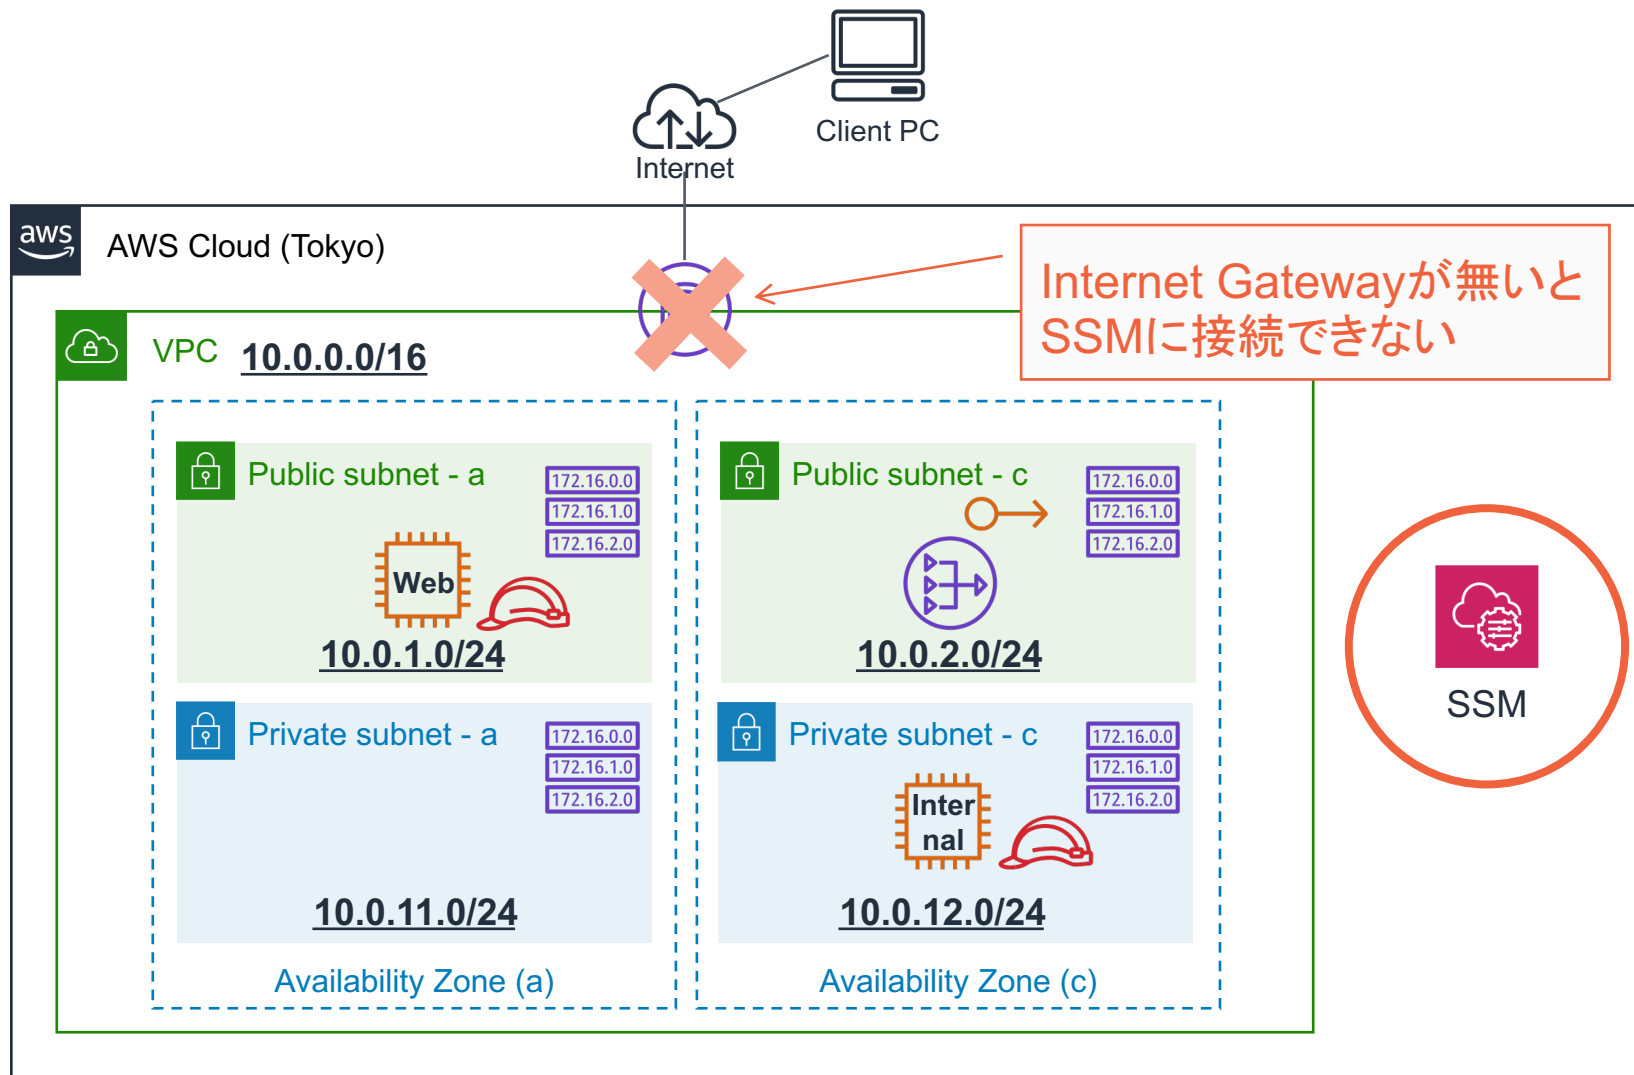 Client PC
Internet
aws
AWS Cloud (Tokyo)
Internet Gatewayが無いと
SSMに接続できない
VPC 10.0.0.0/16
Public subnet - a
172.16.0.0
172.16.1.0
172.16.2.0
Web
10.0.1.0/24
Public subnet - c
172.16.0.0
172.16.1.0
172.16.2.0
10.0.2.0/24
SSM
Private subnet - a
172.16.0.0
172.16.1.0
172.16.2.0
10.0.11.0/24
Private subnet - c
172.16.0.0
172.16.1.0
172.16.2.0
Inter
nal
10.0.12.0/24
Availability Zone (a)
Availability Zone (c)